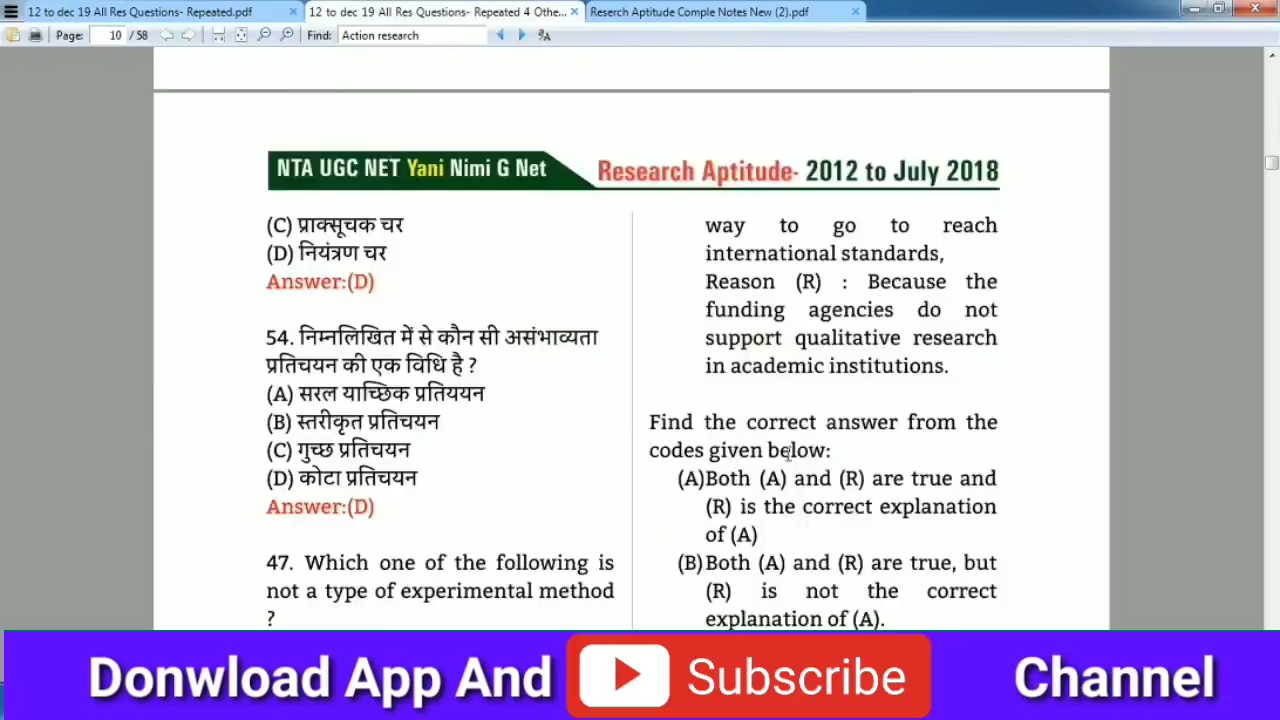 12 to dec 19 All Res Questions- Repeated.pdf
12 to dec 19 All Res Questions- Repeated 4 Othe...
Reserch Aptitude Comple Notes New (2).pdf
Page: 10 / 58 Find: Action research
NTA UGC NET Yani Nimi G Net
Research Aptitude- 2012 to July 2018
(C) प्राक्सूचक चर
(D) नियंत्रण चर
Answer:(D)
54. निम्नलिखित में से कौन सी असंभाव्यता
प्रतिचयन की एक विधि है ?
(A) सरल याच्छिक प्रतिययन
(B) स्तरीकृत प्रतिचयन
(C) गुच्छ प्रतिचयन
(D) कोटा प्रतिचयन
Answer:(D)
47. Which one of the following is
not a type of experimental method
?
way to go to reach
international standards,
Reason (R) : Because the
funding agencies do not
support qualitative research
in academic institutions.
Find the correct answer from the
codes given below:
(A)Both (A) and (R) are true and
(R) is the correct explanation
of (A)
(B)Both (A) and (R) are true, but
(R) is not the correct
explanation of (A).
Donwload App And Subscribe Channel